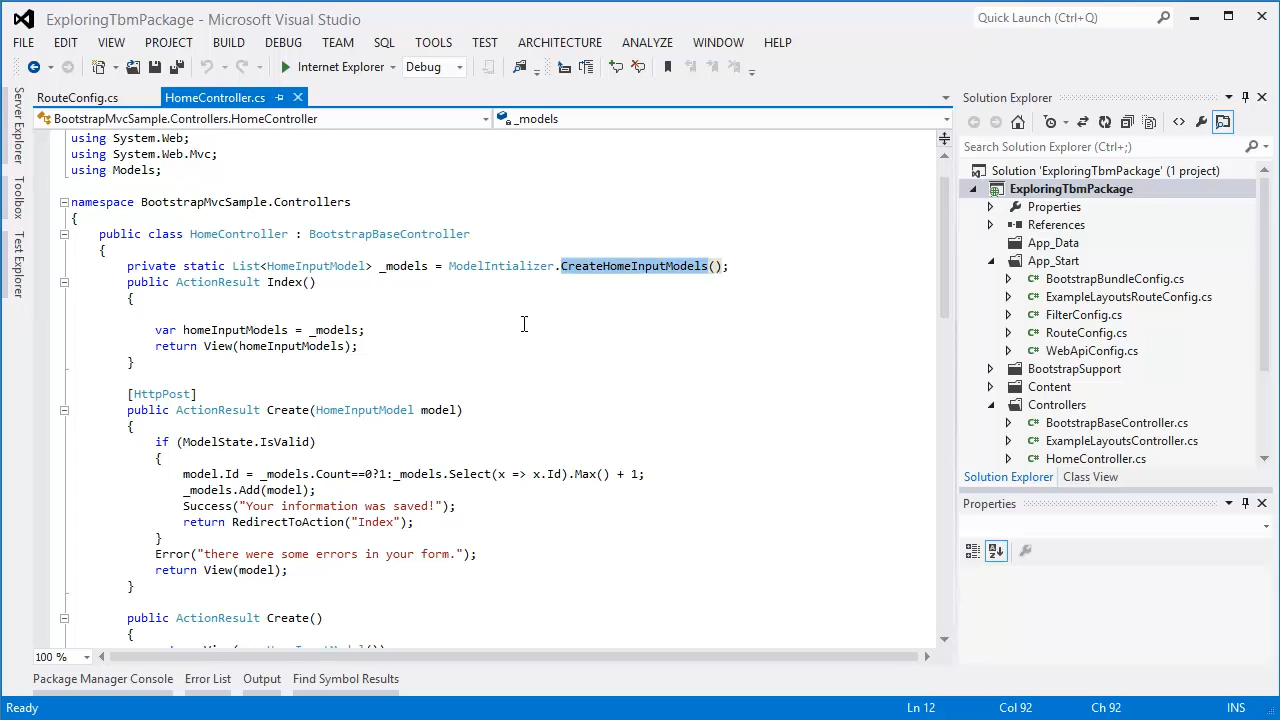 ExploringTbmPackage - Microsoft Visual Studio
Quick Launch (Ctrl+Q)
FILE EDIT VIEW PROJECT BUILD DEBUG TEAM SQL TOOLS TEST ARCHITECTURE ANALYZE WINDOW HELP
Internet Explorer Debug
Server Explorer
Toolbox
Test Explorer
RouteConfig.cs HomeController.cs
BootstrapMvcSample.Controllers.HomeController _models
using System.Web;
using System.Web.Mvc;
using Models;
namespace BootstrapMvcSample.Controllers
{
public class HomeController : BootstrapBaseController
{
private static List<HomeInputModel> _models = ModelIntializer.CreateHomeInputModels();
public ActionResult Index()
{
var homeInputModels = _models;
return View(homeInputModels);
}
[HttpPost]
public ActionResult Create(HomeInputModel model)
{
if (ModelState.IsValid)
{
model.Id = _models.Count==0?1:_models.Select(x => x.Id).Max() + 1;
_models.Add(model);
Success("Your information was saved!");
return RedirectToAction("Index");
}
Error("there were some errors in your form.");
return View(model);
}
public ActionResult Create()
{
100 %
Package Manager Console Error List Output Find Symbol Results
Solution Explorer
Search Solution Explorer (Ctrl+;)
Solution 'ExploringTbmPackage' (1 project)
ExploringTbmPackage
Properties
References
App_Data
App_Start
BootstrapBundleConfig.cs
ExampleLayoutsRouteConfig.cs
FilterConfig.cs
RouteConfig.cs
WebApiConfig.cs
BootstrapSupport
Content
Controllers
BootstrapBaseController.cs
ExampleLayoutsController.cs
HomeController.cs
Solution Explorer Class View
Properties
Ready Ln 12 Col 92 Ch 92 INS